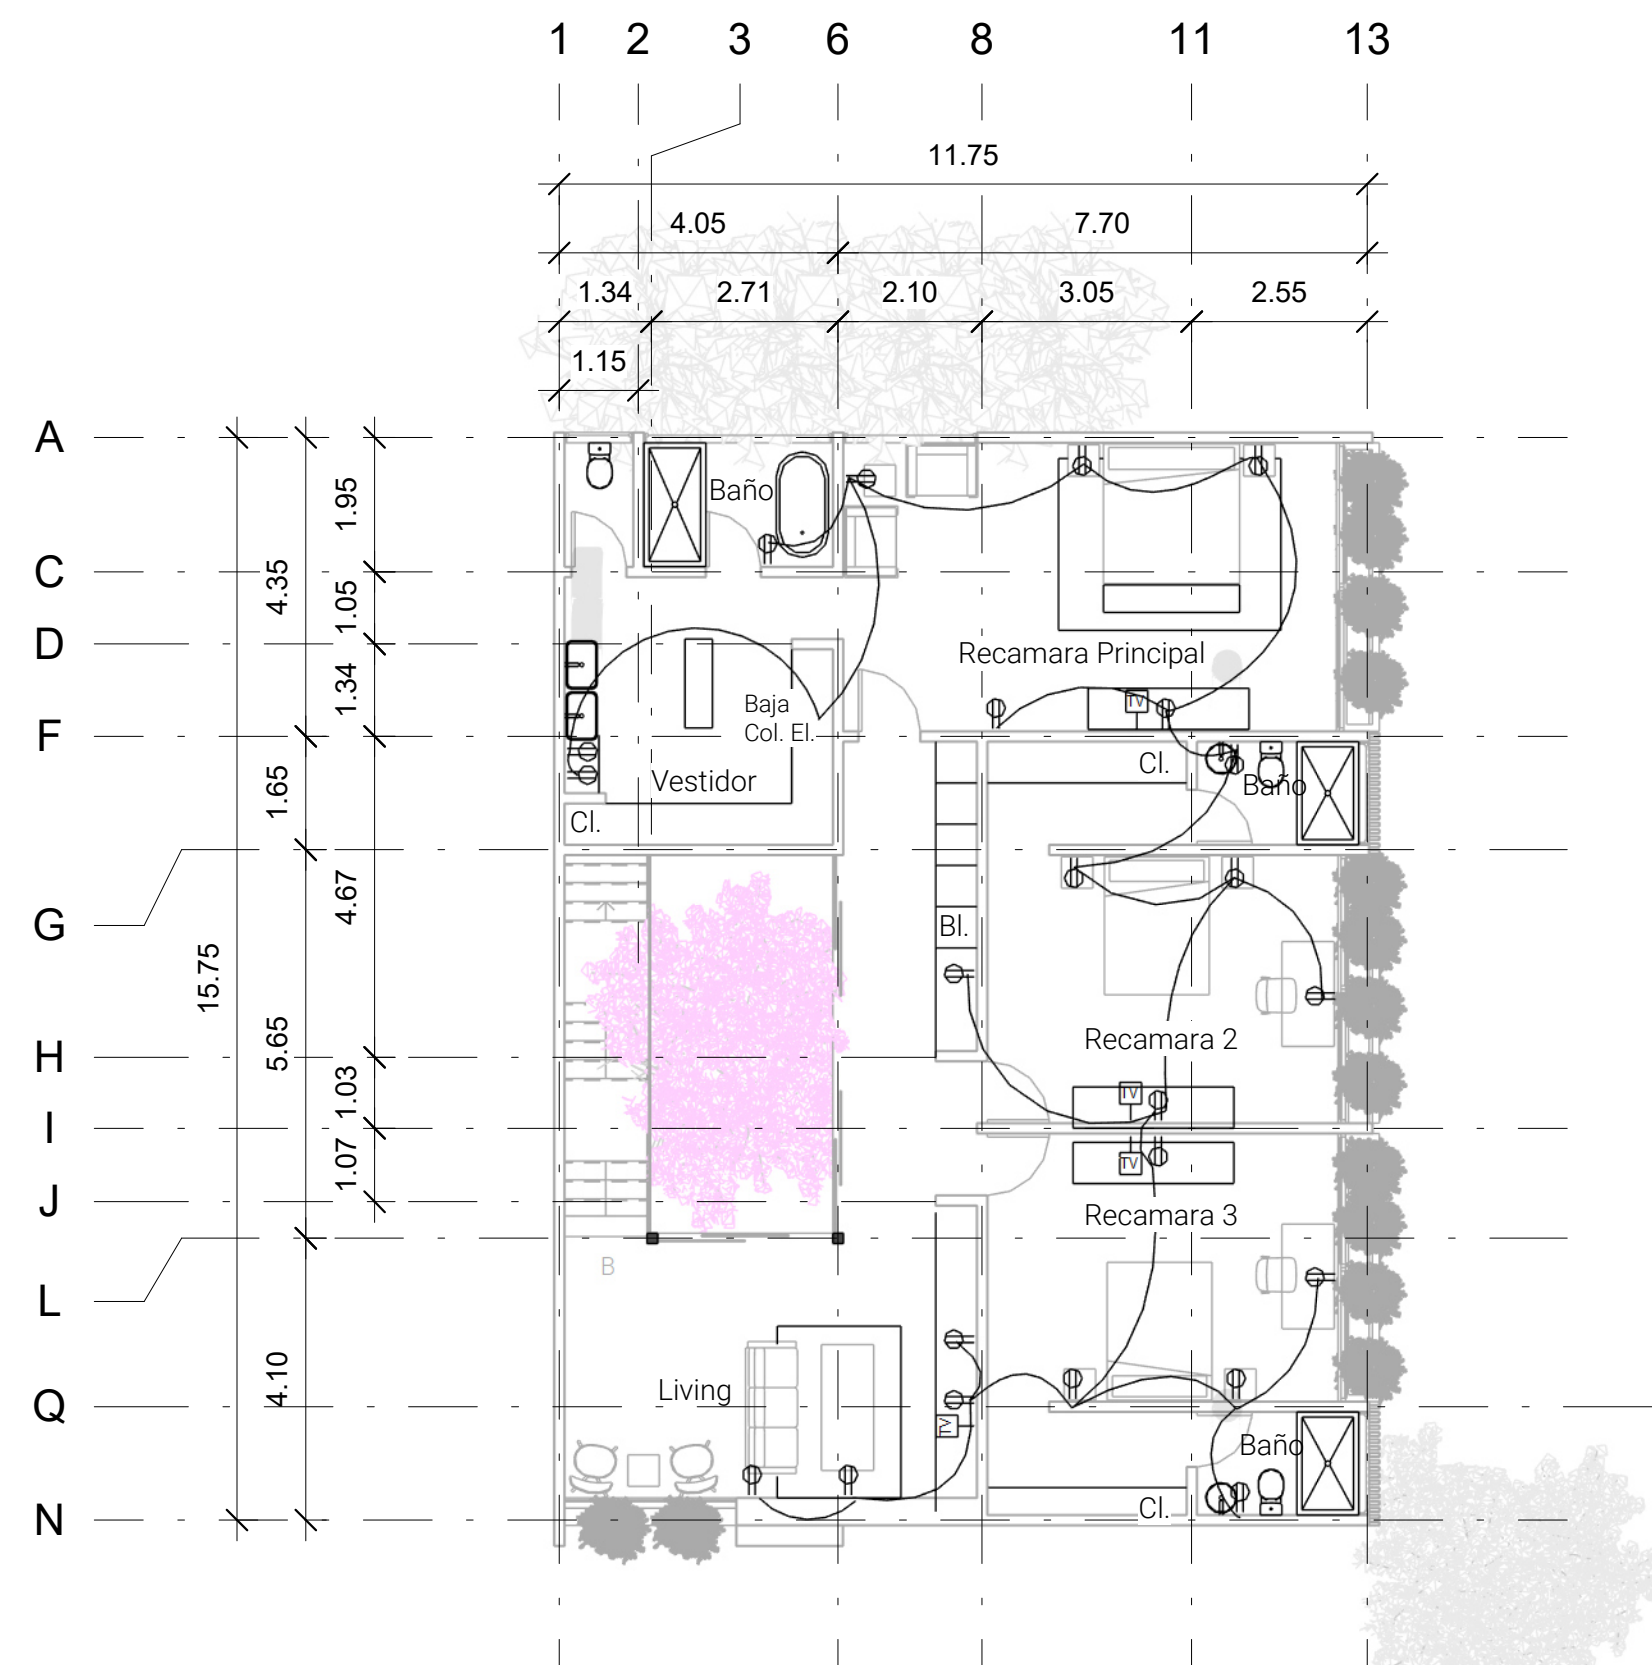 1 2 3 6 8 11 13
11.75
4.05 7.70
1.34 2.71 2.10 3.05 2.55
1.15
A
1.95
Baño
C
4.35
1.05
D
Recamara Principal
1.34
TV
Baja
Col. El.
F
Cl.
Baño
1.65
Vestidor
Cl.
4.67
G
Bl.
15.75
5.65
Recamara 2
H
1.03
TV
I
1.07
TV
J
Recamara 3
B
L
4.10
Living
Q
TV
Baño
Cl.
N